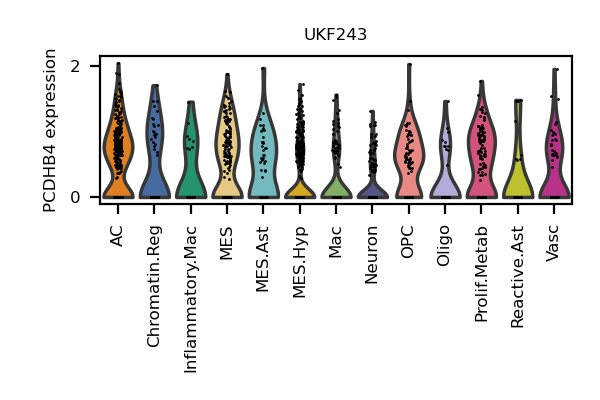 UKF243
PCDHB4 expression
2
0
AC
Chromatin.Reg
Inflammatory.Mac
MES
MES.Ast
MES.Hyp
Mac
Neuron
OPC
Oligo
Prolif.Metab
Reactive.Ast
Vasc